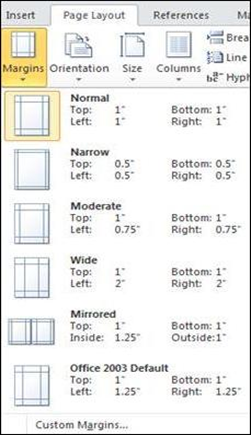 Insert Page Layout References Ma
Margins Orientation Size Columns Brea
Line
Hyph
Normal
Top: 1" Bottom: 1"
Left: 1" Right: 1"
Narrow
Top: 0.5" Bottom: 0.5"
Left: 0.5" Right: 0.5"
Moderate
Top: 1" Bottom: 1"
Left: 0.75" Right: 0.75"
Wide
Top: 1" Bottom: 1"
Left: 2" Right: 2"
Mirrored
Top: 1" Bottom: 1"
Inside: 1.25" Outside: 1"
Office 2003 Default
Top: 1" Bottom: 1"
Left: 1.25" Right: 1.25"
Custom Margins...